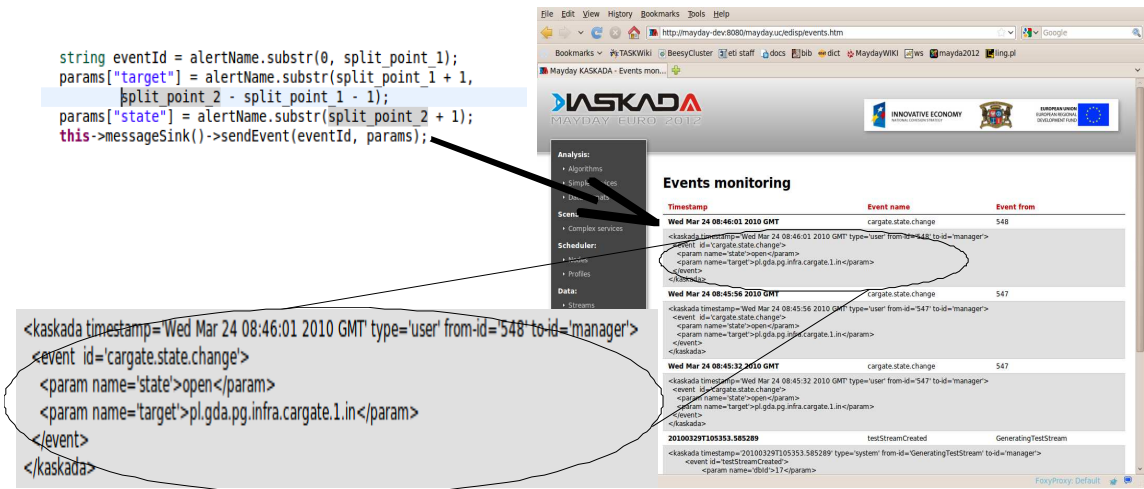 string eventId = alertName.substr(0, split_point_1);
params["target"] = alertName.substr(split_point_1 + 1,
split_point_2 - split_point_1 - 1);
params["state"] = alertName.substr(split_point_2 + 1);
this->messageSink()->sendEvent(eventId, params);
File Edit View History Bookmarks Tools Help
http://mayday-dev:8080/mayday.uc/edisp/events.htm
Google
Bookmarks TASKWiki BeesyCluster eti staff docs bib dict MaydayWIKI ws mayda2012 ling.pl
Mayday KASKADA - Events mon...
KASKADA
MAYDAY EURO 2012
INNOVATIVE ECONOMY
NATIONAL COHESION STRATEGY
EUROPEAN UNION
EUROPEAN REGIONAL
DEVELOPMENT FUND
Analysis:
Algorithms
Simple services
Data formats
Complex services
Scheduler:
Nodes
Profiles
Data:
Streams
Events monitoring
Timestamp Event name Event from
Wed Mar 24 08:46:01 2010 GMT cargate.state.change 548
<kaskada timestamp='Wed Mar 24 08:46:01 2010 GMT' type='user' from-id='548' to-id='manager'>
<event id='cargate.state.change'>
<param name='state'>open</param>
<param name='target'>pl.gda.pg.infra.cargate.1.in</param>
</event>
</kaskada>
Wed Mar 24 08:45:56 2010 GMT cargate.state.change 547
<kaskada timestamp='Wed Mar 24 08:45:56 2010 GMT' type='user' from-id='547' to-id='manager'>
<event id='cargate.state.change'>
<param name='state'>open</param>
<param name='target'>pl.gda.pg.infra.cargate.1.in</param>
</event>
</kaskada>
Wed Mar 24 08:45:32 2010 GMT cargate.state.change 547
<kaskada timestamp='Wed Mar 24 08:45:32 2010 GMT' type='user' from-id='547' to-id='manager'>
<event id='cargate.state.change'>
<param name='state'>open</param>
<param name='target'>pl.gda.pg.infra.cargate.1.in</param>
</event>
</kaskada>
20100329T105353.585289 testStreamCreated GeneratingTestStream
<kaskada timestamp='20100329T105353.585289' type='system' from-id='GeneratingTestStream' to-id='manager'>
<event id='testStreamCreated'>
<param name='dbId'>17</param>
FoxyProxy: Default
<kaskada timestamp='Wed Mar 24 08:46:01 2010 GMT' type='user' from-id='548' to-id='manager'>
<event id='cargate.state.change'>
<param name='state'>open</param>
<param name='target'>pl.gda.pg.infra.cargate.1.in</param>
</event>
</kaskada>